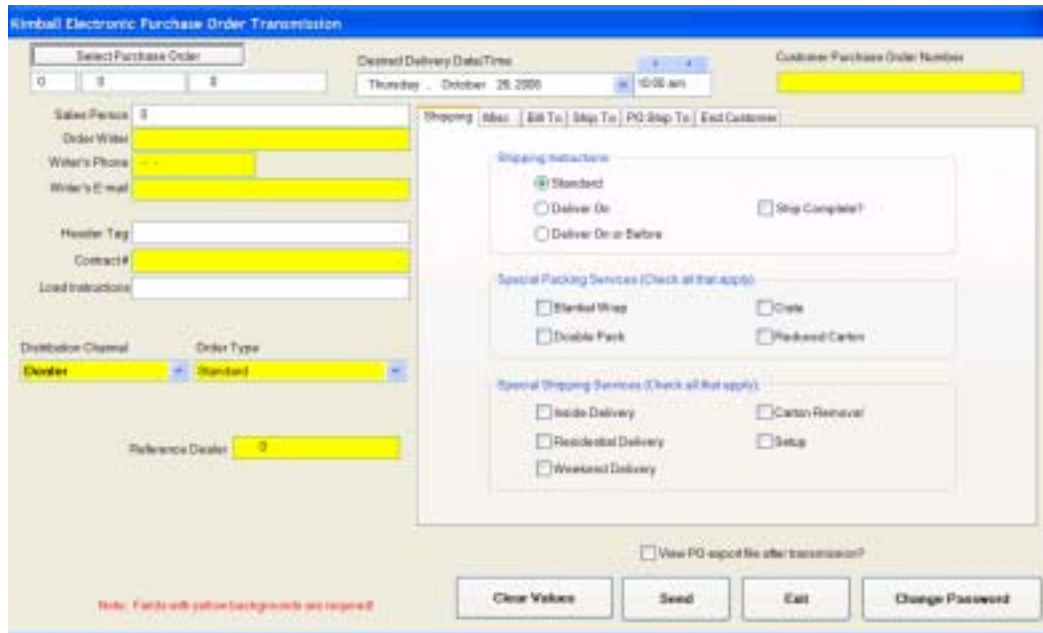 Kimball Electronic Purchase Order Transmission
Select Purchase Order
Desired Delivery Date/Time
Customer Purchase Order Number
0 0 0
Thursday , October 26, 2006
10:00 am
Sales Person 0
Order Writer
Writer's Phone - -
Writer's E-mail
Header Tag
Contract#
Load Instructions
Distribution Channel Order Type
Dealer Standard
Reference Dealer 0
Shipping Misc Bill To Ship To PO Ship To End Customer
Shipping Instructions
Standard
Deliver On Ship Complete?
Deliver On or Before
Special Packing Services (Check all that apply)
Blanket Wrap Crate
Double Pack Reduced Carton
Special Shipping Services (Check all that apply)
Inside Delivery Carton Removal
Residential Delivery Setup
Weekend Delivery
View PO export file after transmission?
Note: Fields with yellow backgrounds are required!
Clear Values Send Exit Change Password